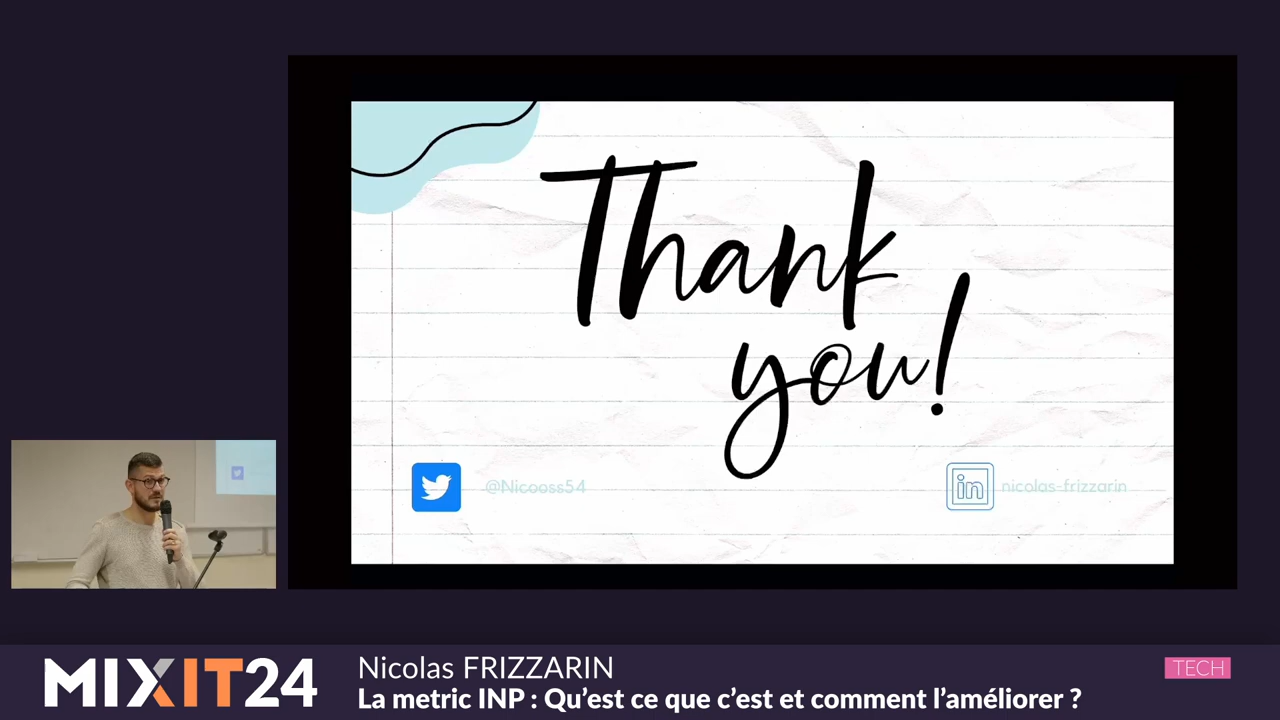 Thank
you!
@Nicooss54
nicolas-frizzarin
MIXIT24
Nicolas FRIZZARIN
TECH
La metric INP : Qu’est ce que c’est et comment l’améliorer ?